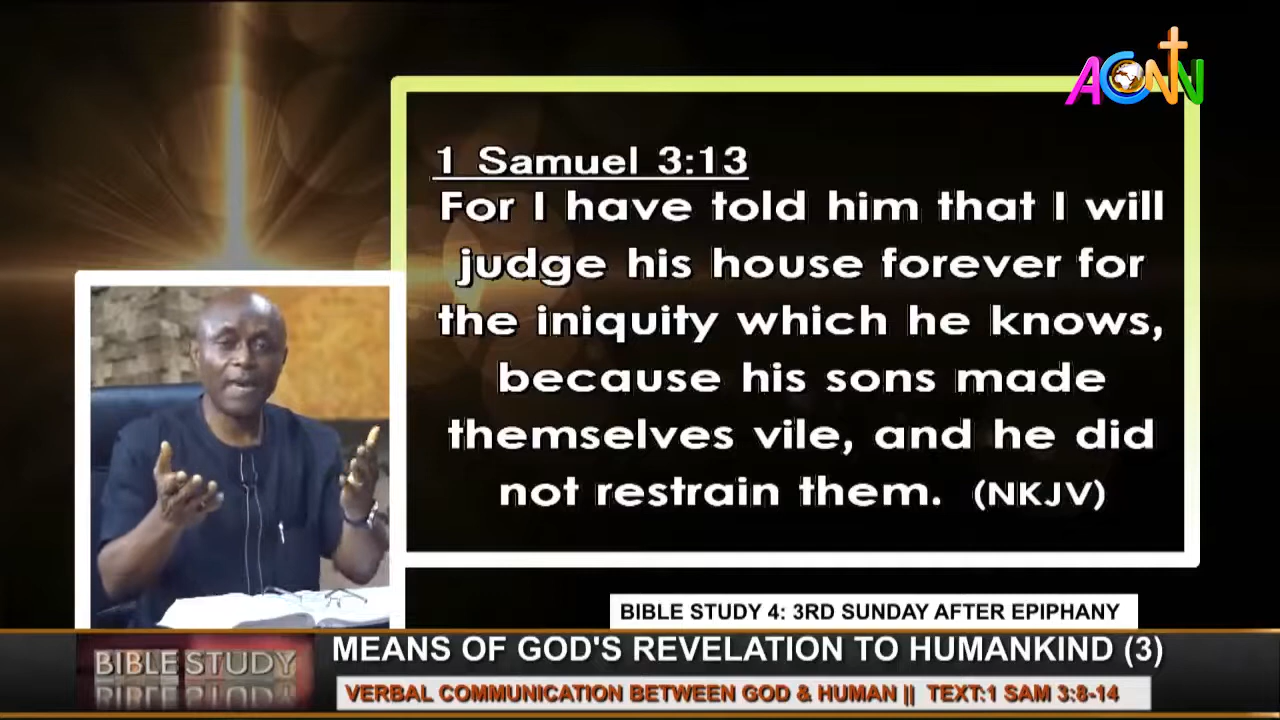 ACNN
1 Samuel 3:13
For I have told him that I will
judge his house forever for
the iniquity which he knows,
because his sons made
themselves vile, and he did
not restrain them. (NKJV)
BIBLE STUDY 4: 3RD SUNDAY AFTER EPIPHANY
BIBLE STUDY
MEANS OF GOD'S REVELATION TO HUMANKIND (3)
VERBAL COMMUNICATION BETWEEN GOD & HUMAN || TEXT:1 SAM 3:8-14